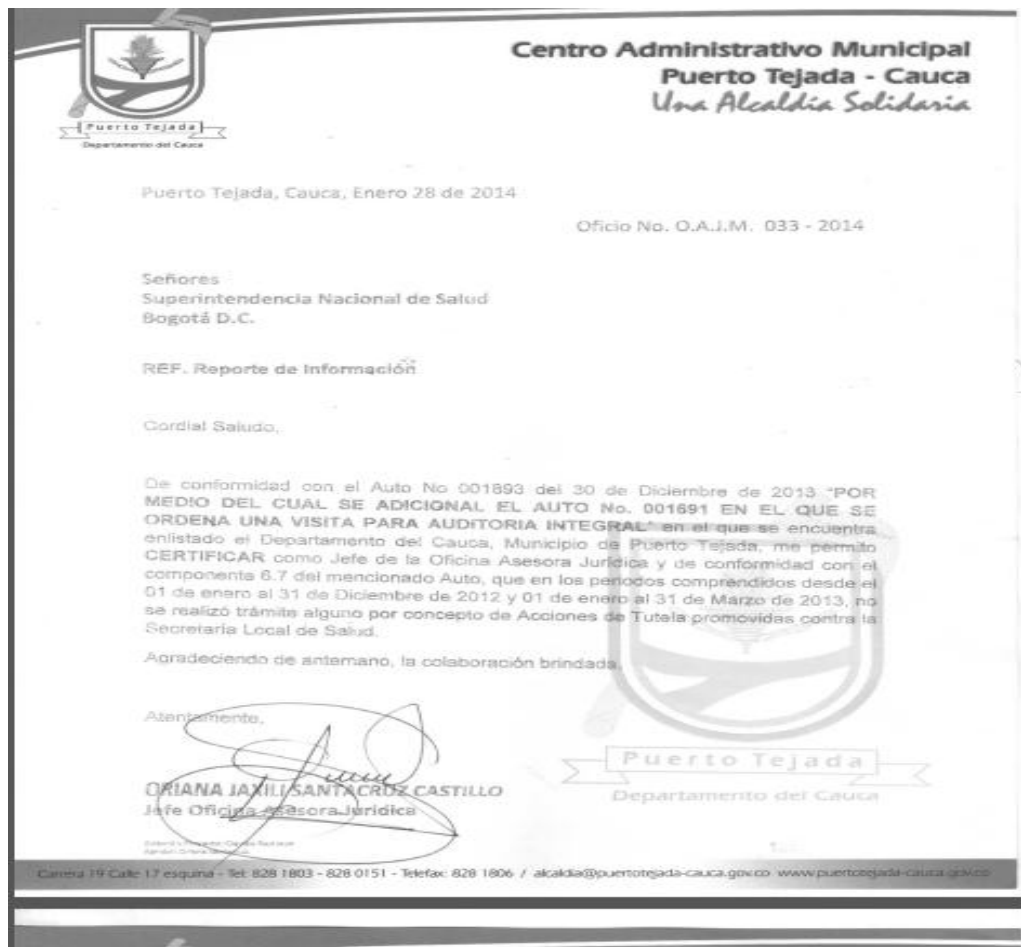 Centro Administrativo Municipal
Puerto Tejada - Cauca
Una Alcaldía Solidaria
Puerto Tejada
Departamento del Cauca
Puerto Tejada, Cauca, Enero 28 de 2014
Oficio No. O.A.J.M. 033 - 2014
Señores
Superintendencia Nacional de Salud
Bogotá D.C.
REF. Reporte de Información
Cordial Saludo,
De conformidad con el Auto No 001893 del 30 de Diciembre de 2013 "POR
MEDIO DEL CUAL SE ADICIONAL EL AUTO No. 001691 EN EL QUE SE
ORDENA UNA VISITA PARA AUDITORIA INTEGRAL" en el que se encuentra
enlistado el Departamento del Cauca, Municipio de Puerto Tejada, me permito
CERTIFICAR como Jefe de la Oficina Asesora Jurídica y de conformidad con el
componente 6.7 del mencionado Auto, que en los periodos comprendidos desde el
01 de enero al 31 de Diciembre de 2012 y 01 de enero al 31 de Marzo de 2013, no
se realizó trámite alguno por concepto de Acciones de Tutela promovidas contra la
Secretaría Local de Salud.
Agradeciendo de antemano, la colaboración brindada,
Atentamente,
ORIANA JAXILI SANTACRUZ CASTILLO
Jefe Oficina Asesora Jurídica
Puerto Tejada
Departamento del Cauca
Carrera 19 Calle 17 esquina - Tel: 828 1803 - 828 0151 - Telefax: 828 1806 / alcaldia@puertotejada-cauca.gov.co www.puertotejada-cauca.gov.co